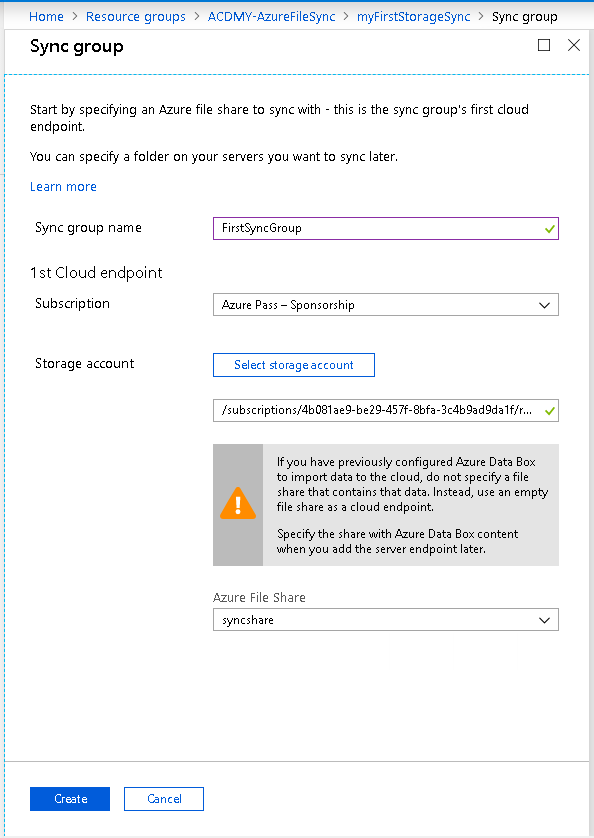 Home > Resource groups > ACDMY-AzureFileSync > myFirstStorageSync > Sync group
Sync group
Start by specifying an Azure file share to sync with - this is the sync group's first cloud
endpoint.
You can specify a folder on your servers you want to sync later.
Learn more
Sync group name
FirstSyncGroup
1st Cloud endpoint
Subscription
Azure Pass – Sponsorship
Storage account
Select storage account
/subscriptions/4b081ae9-be29-457f-8bfa-3c4b9ad9da1f/r...
If you have previously configured Azure Data Box
to import data to the cloud, do not specify a file
share that contains that data. Instead, use an empty
file share as a cloud endpoint.
Specify the share with Azure Data Box content
when you add the server endpoint later.
Azure File Share
syncshare
Create
Cancel